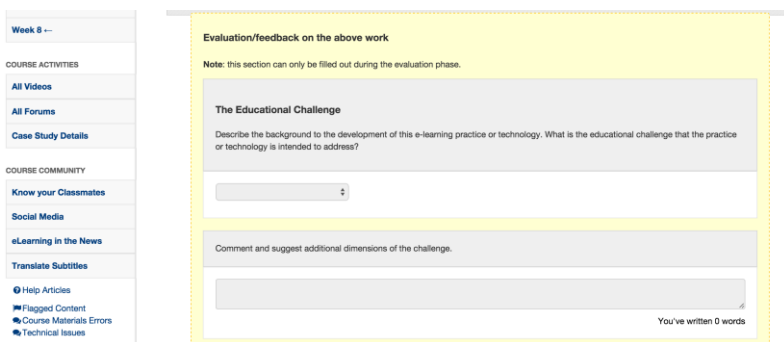 Week 8 ←
COURSE ACTIVITIES
All Videos
All Forums
Case Study Details
COURSE COMMUNITY
Know your Classmates
Social Media
eLearning in the News
Translate Subtitles
Help Articles
Flagged Content
Course Materials Errors
Technical Issues
Evaluation/feedback on the above work
Note: this section can only be filled out during the evaluation phase.
The Educational Challenge
Describe the background to the development of this e-learning practice or technology. What is the educational challenge that the practice
or technology is intended to address?
Comment and suggest additional dimensions of the challenge.
You've written 0 words